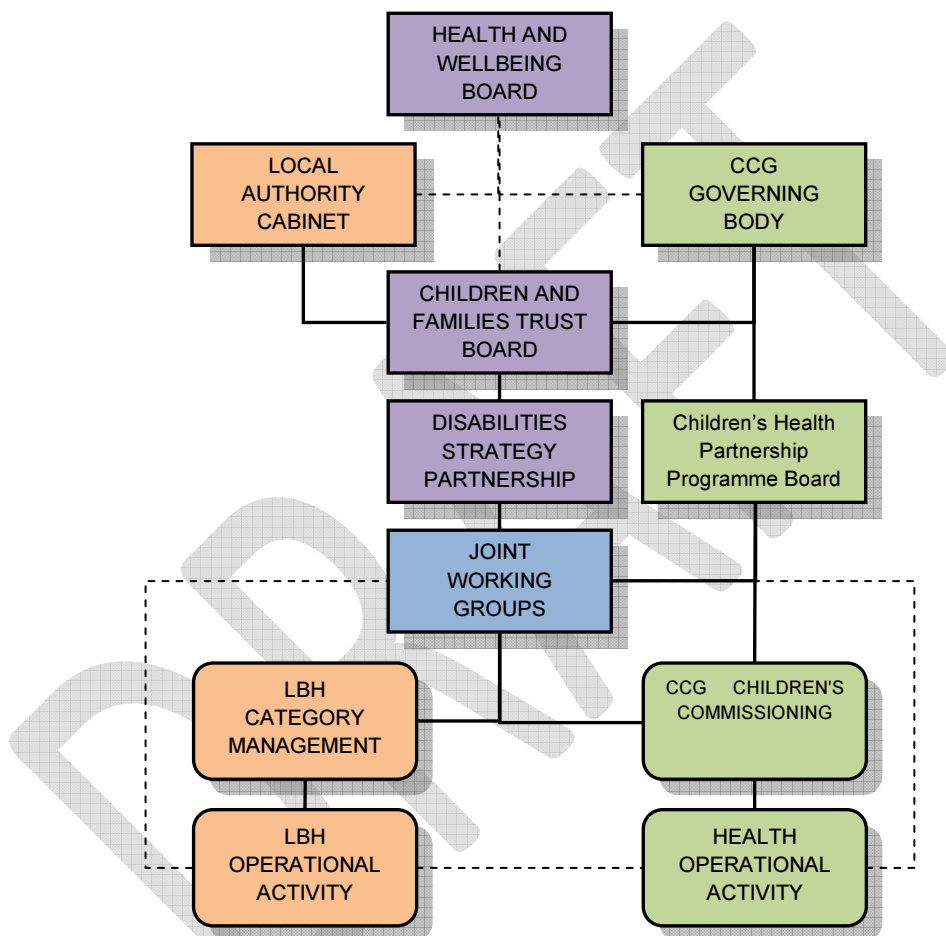 HEALTH AND
WELLBEING
BOARD
LOCAL
AUTHORITY
CABINET
CCG
GOVERNING
BODY
CHILDREN AND
FAMILIES TRUST
BOARD
DISABILITIES
STRATEGY
PARTNERSHIP
Children’s Health
Partnership
Programme Board
JOINT
WORKING
GROUPS
LBH
CATEGORY
MANAGEMENT
CCG CHILDREN'S
COMMISSIONING
LBH
OPERATIONAL
ACTIVITY
HEALTH
OPERATIONAL
ACTIVITY
DRAFT